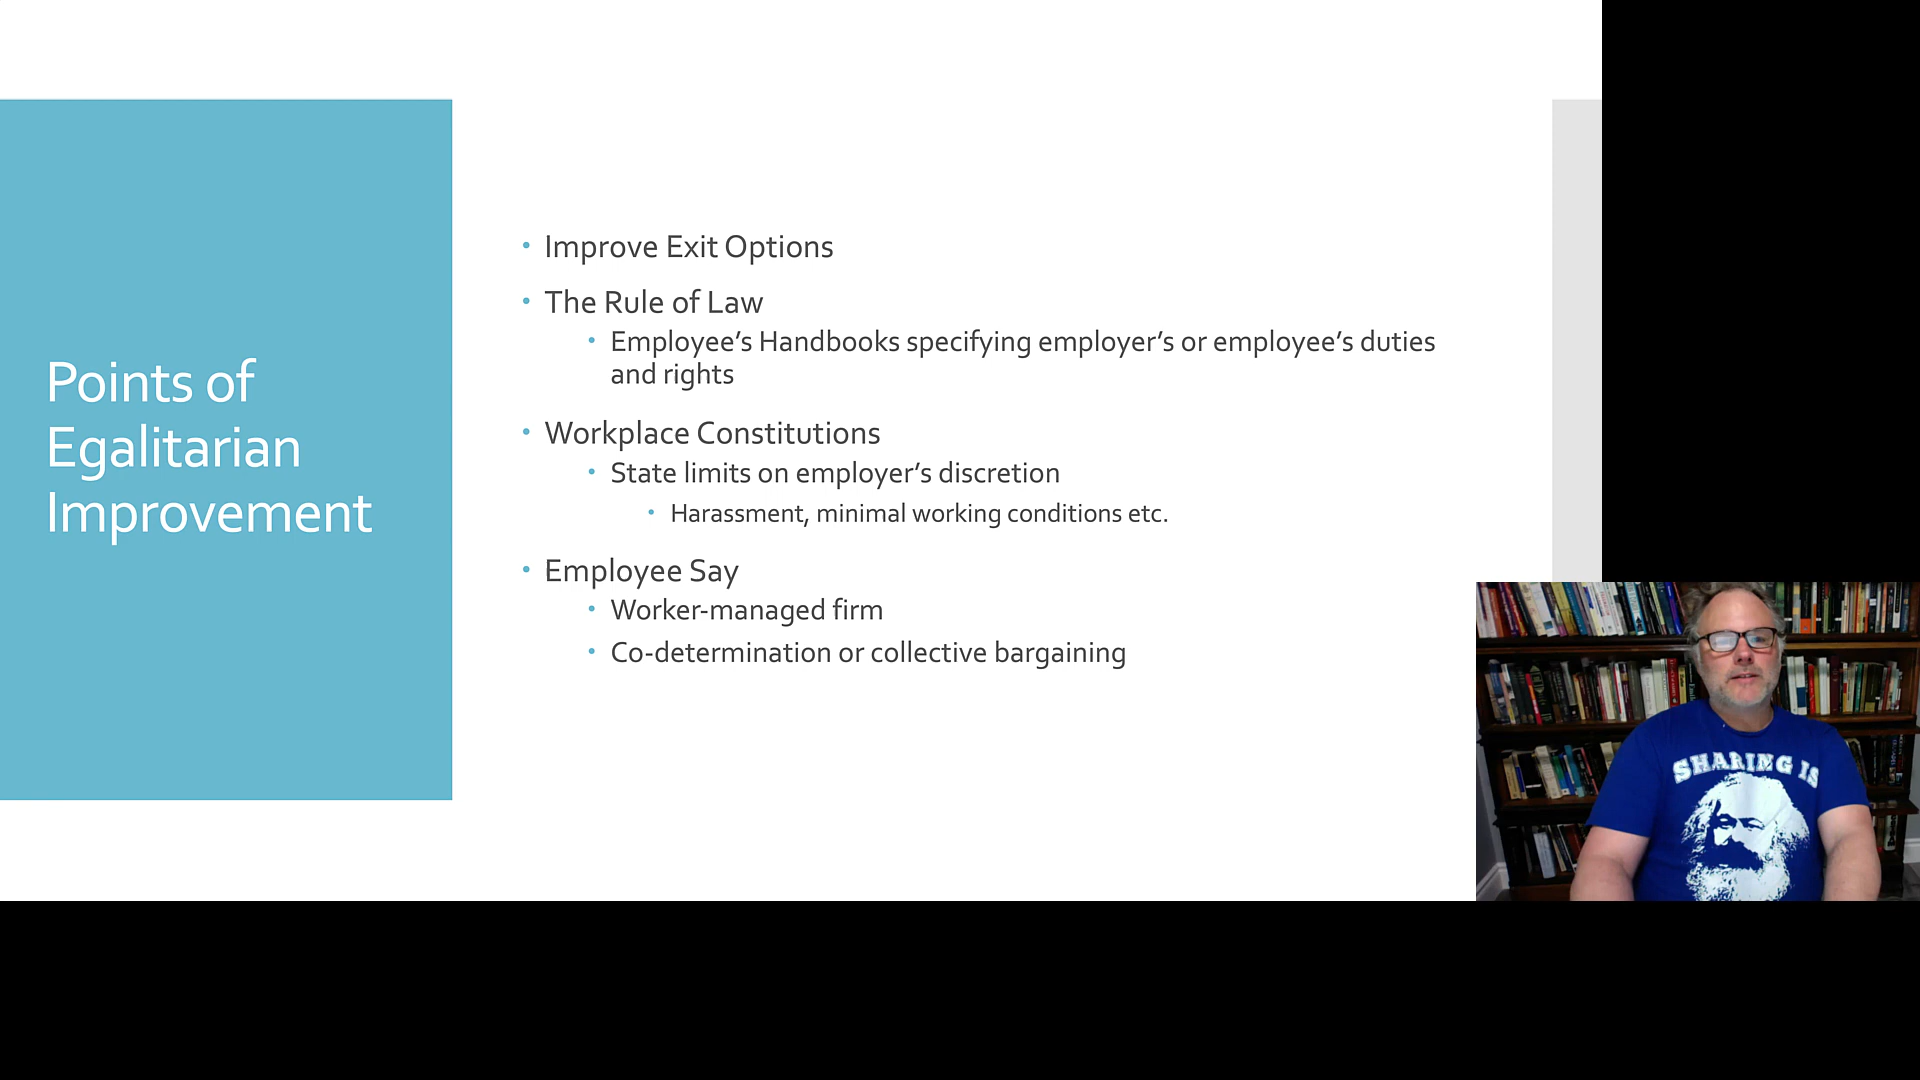 Points of
Egalitarian
Improvement
• Improve Exit Options
• The Rule of Law
• Employee’s Handbooks specifying employer’s or employee’s duties
and rights
• Workplace Constitutions
• State limits on employer’s discretion
• Harassment, minimal working conditions etc.
• Employee Say
• Worker-managed firm
• Co-determination or collective bargaining
SHARING IS